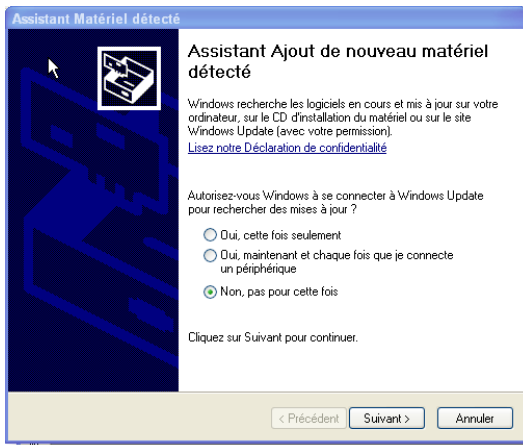 Assistant Matériel détecté
Assistant Ajout de nouveau matériel
détecté
Windows recherche les logiciels en cours et mis à jour sur votre
ordinateur, sur le CD d'installation du matériel ou sur le site
Windows Update (avec votre permission).
Lisez notre Déclaration de confidentialité
Autorisez-vous Windows à se connecter à Windows Update
pour rechercher des mises à jour ?
Oui, cette fois seulement
Oui, maintenant et chaque fois que je connecte
un périphérique
Non, pas pour cette fois
Cliquez sur Suivant pour continuer.
< Précédent Suivant > Annuler